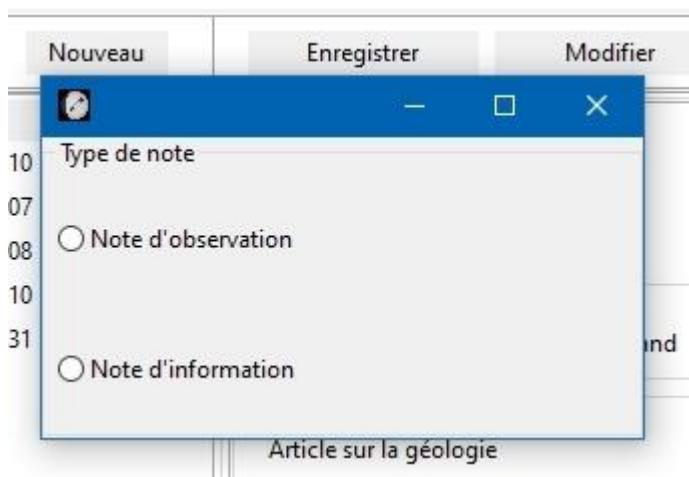 Nouveau
Enregistrer
Modifier
Type de note
10
07
Note d'observation
08
10
31
Note d'information
Article sur la géologie